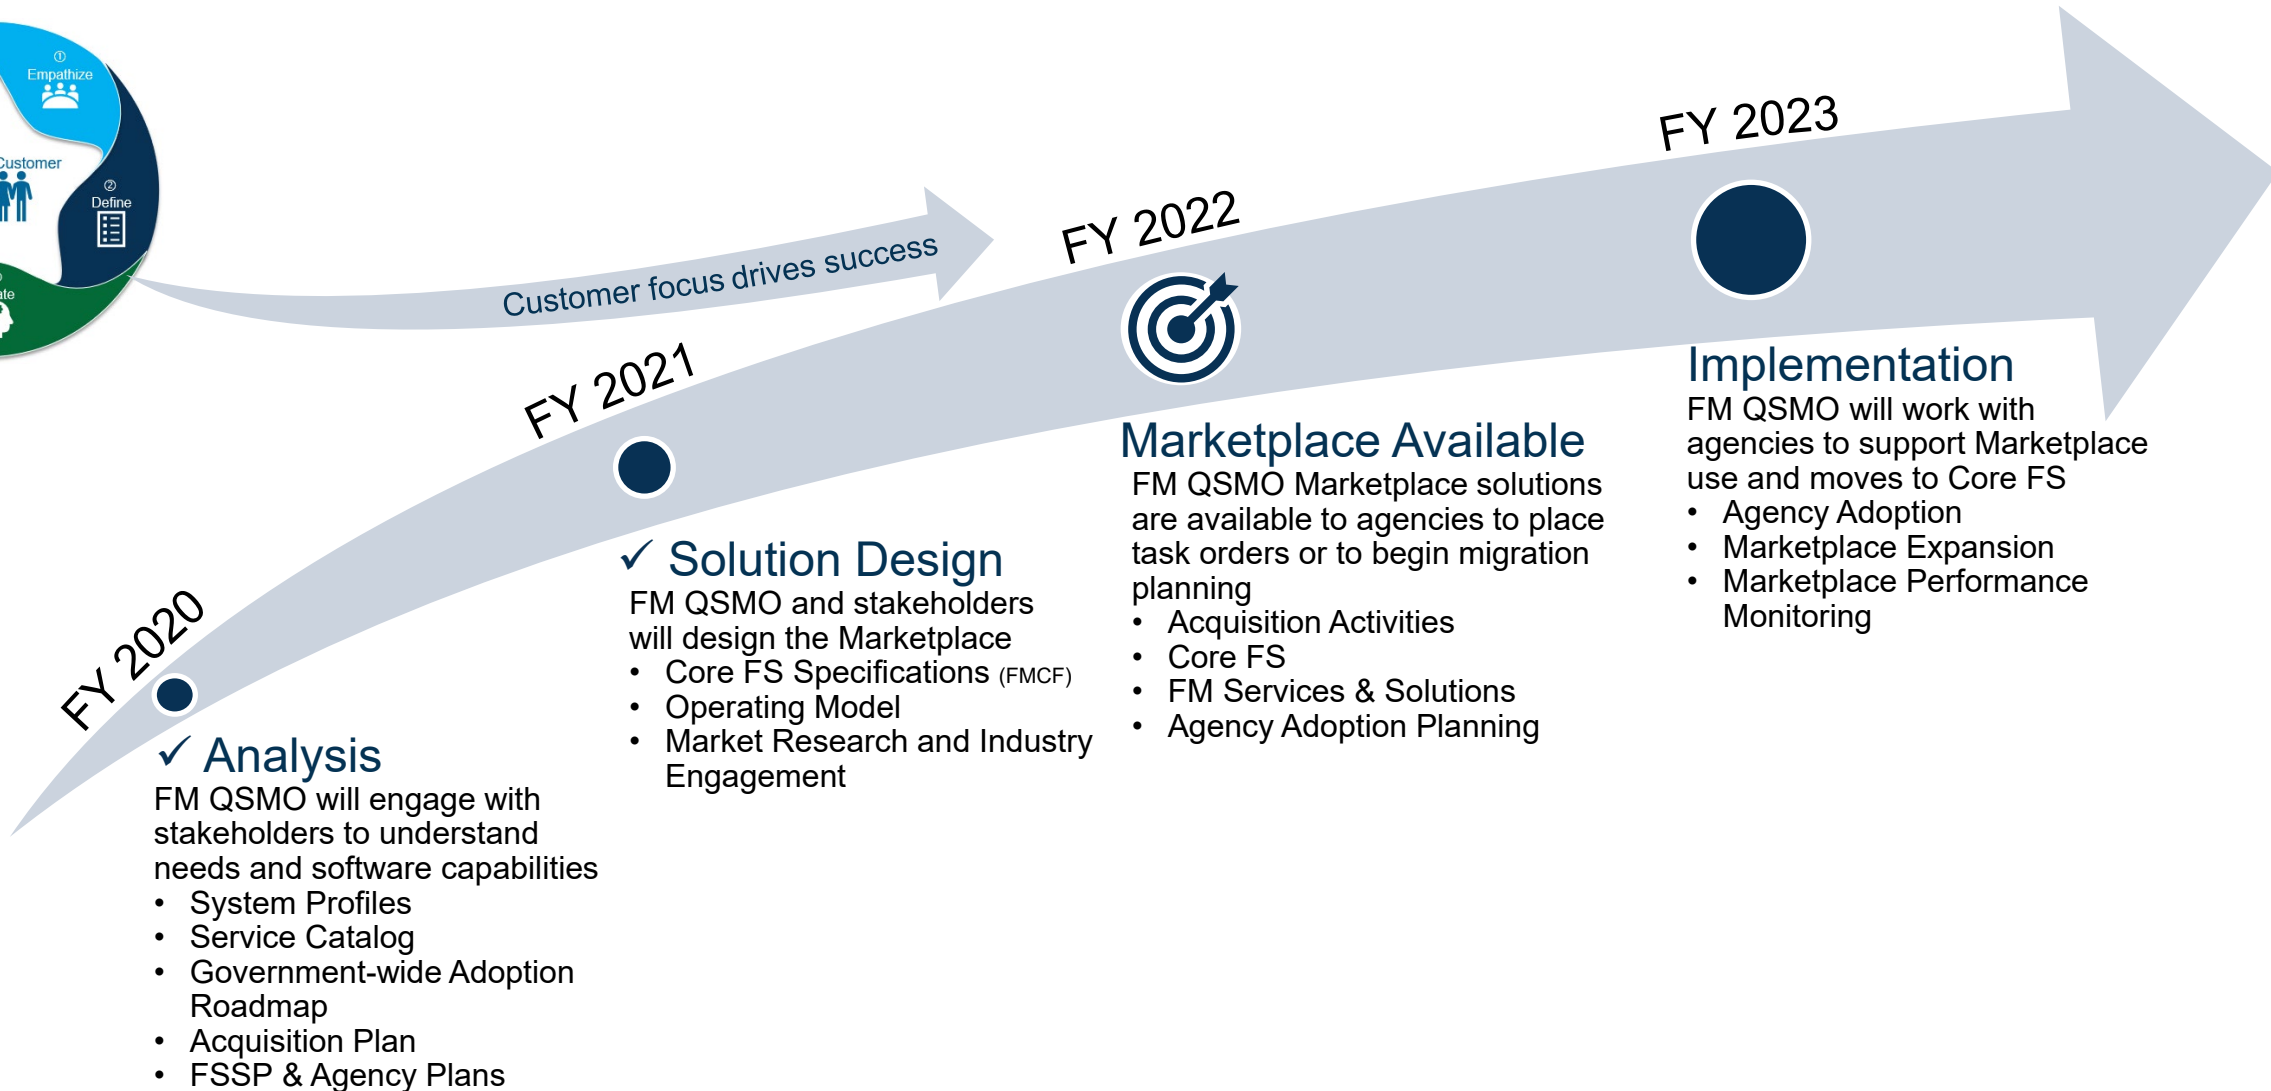 ①
Empathize
Customer
②
Define
Customer focus drives success
FY 2020
FY 2021
FY 2022
FY 2023
✓ Analysis
FM QSMO will engage with
stakeholders to understand
needs and software capabilities
• System Profiles
• Service Catalog
• Government-wide Adoption
Roadmap
• Acquisition Plan
• FSSP & Agency Plans
✓ Solution Design
FM QSMO and stakeholders
will design the Marketplace
• Core FS Specifications (FMCF)
• Operating Model
• Market Research and Industry
Engagement
Marketplace Available
FM QSMO Marketplace solutions
are available to agencies to place
task orders or to begin migration
planning
• Acquisition Activities
• Core FS
• FM Services & Solutions
• Agency Adoption Planning
Implementation
FM QSMO will work with
agencies to support Marketplace
use and moves to Core FS
• Agency Adoption
• Marketplace Expansion
• Marketplace Performance
Monitoring